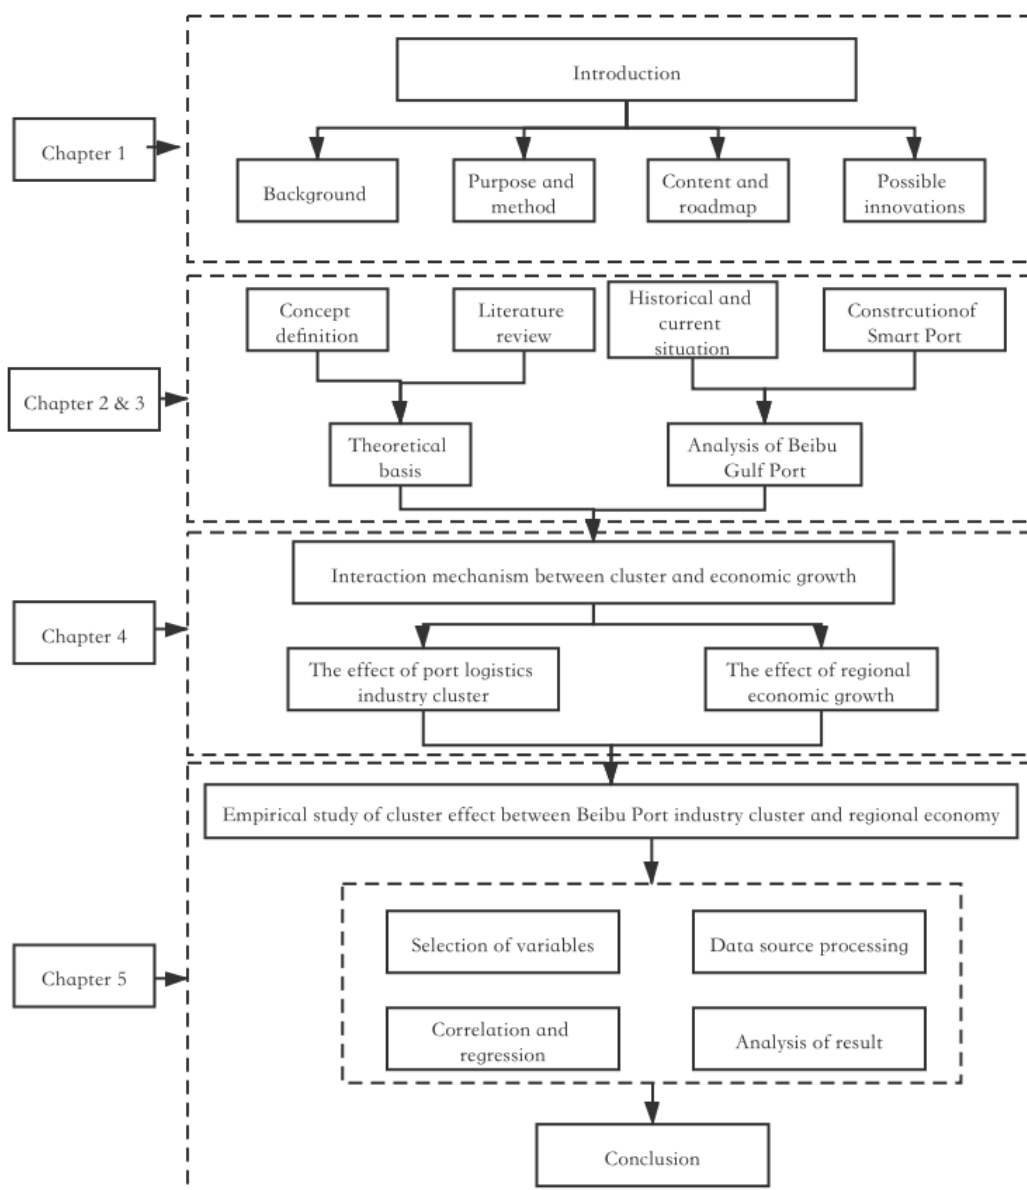 Introduction
Chapter 1
Background
Purpose and
method
Content and
roadmap
Possible
innovations
Concept
definition
Literature
review
Historical and
current
situation
Constrcutionof
Smart Port
Chapter 2 & 3
Theoretical
basis
Analysis of Beibu
Gulf Port
Interaction mechanism between cluster and economic growth
Chapter 4
The effect of port logistics
industry cluster
The effect of regional
economic growth
Empirical study of cluster effect between Beibu Port industry cluster and regional economy
Selection of variables
Data source processing
Chapter 5
Correlation and
regression
Analysis of result
Conclusion